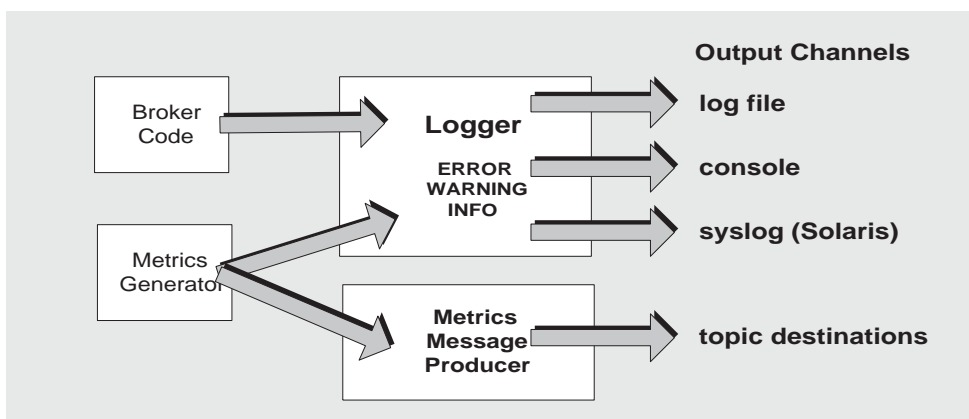 Output Channels
Broker
Code
Logger
ERROR
WARNING
INFO
log file
console
syslog (Solaris)
Metrics
Generator
Metrics
Message
Producer
topic destinations